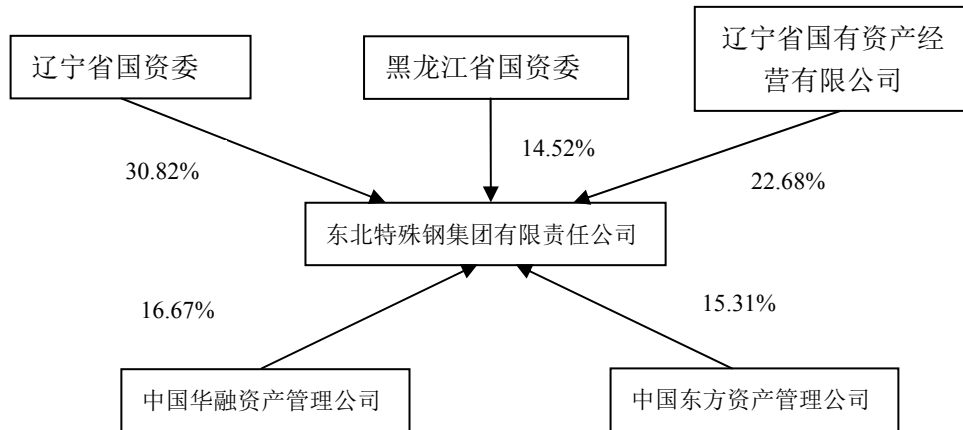 辽宁省国资委
黑龙江省国资委
辽宁省国有资产经
营有限公司
30.82%
14.52%
22.68%
东北特殊钢集团有限责任公司
16.67%
15.31%
中国华融资产管理公司
中国东方资产管理公司